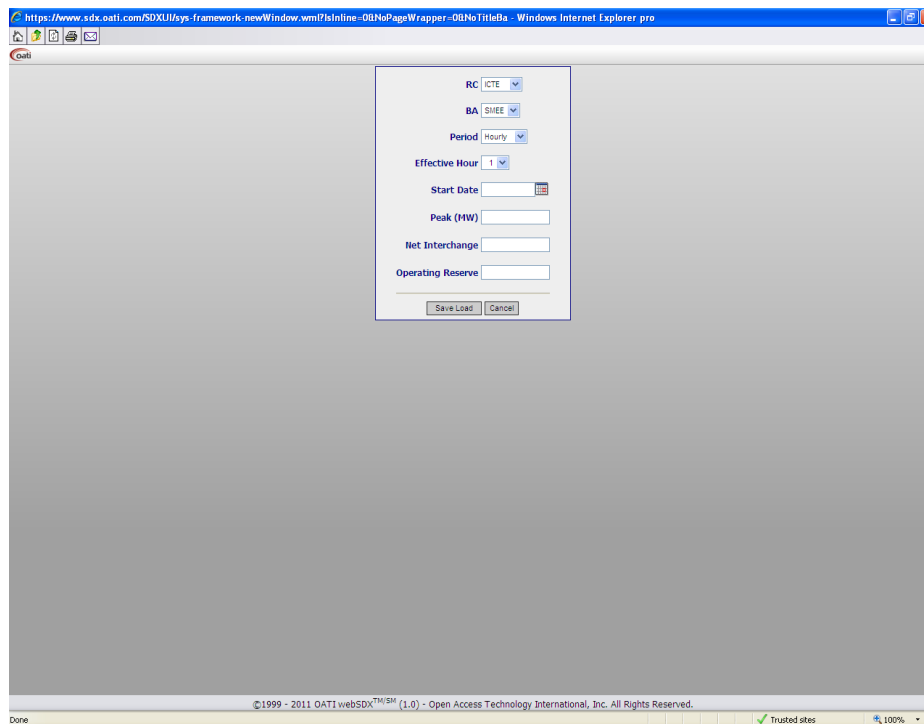 https://www.sdx.oati.com/SDXUI/sys-framework-newWindow.wml?IsInline=0&NoPageWrapper=0&NoTitleBa - Windows Internet Explorer pro
oati
RC ICTE
BA SMEE
Period Hourly
Effective Hour 1
Start Date
Peak (MW)
Net Interchange
Operating Reserve
Save Load Cancel
©1999 - 2011 OATI webSDX™/SM (1.0) - Open Access Technology International, Inc. All Rights Reserved.
Done Trusted sites 100%